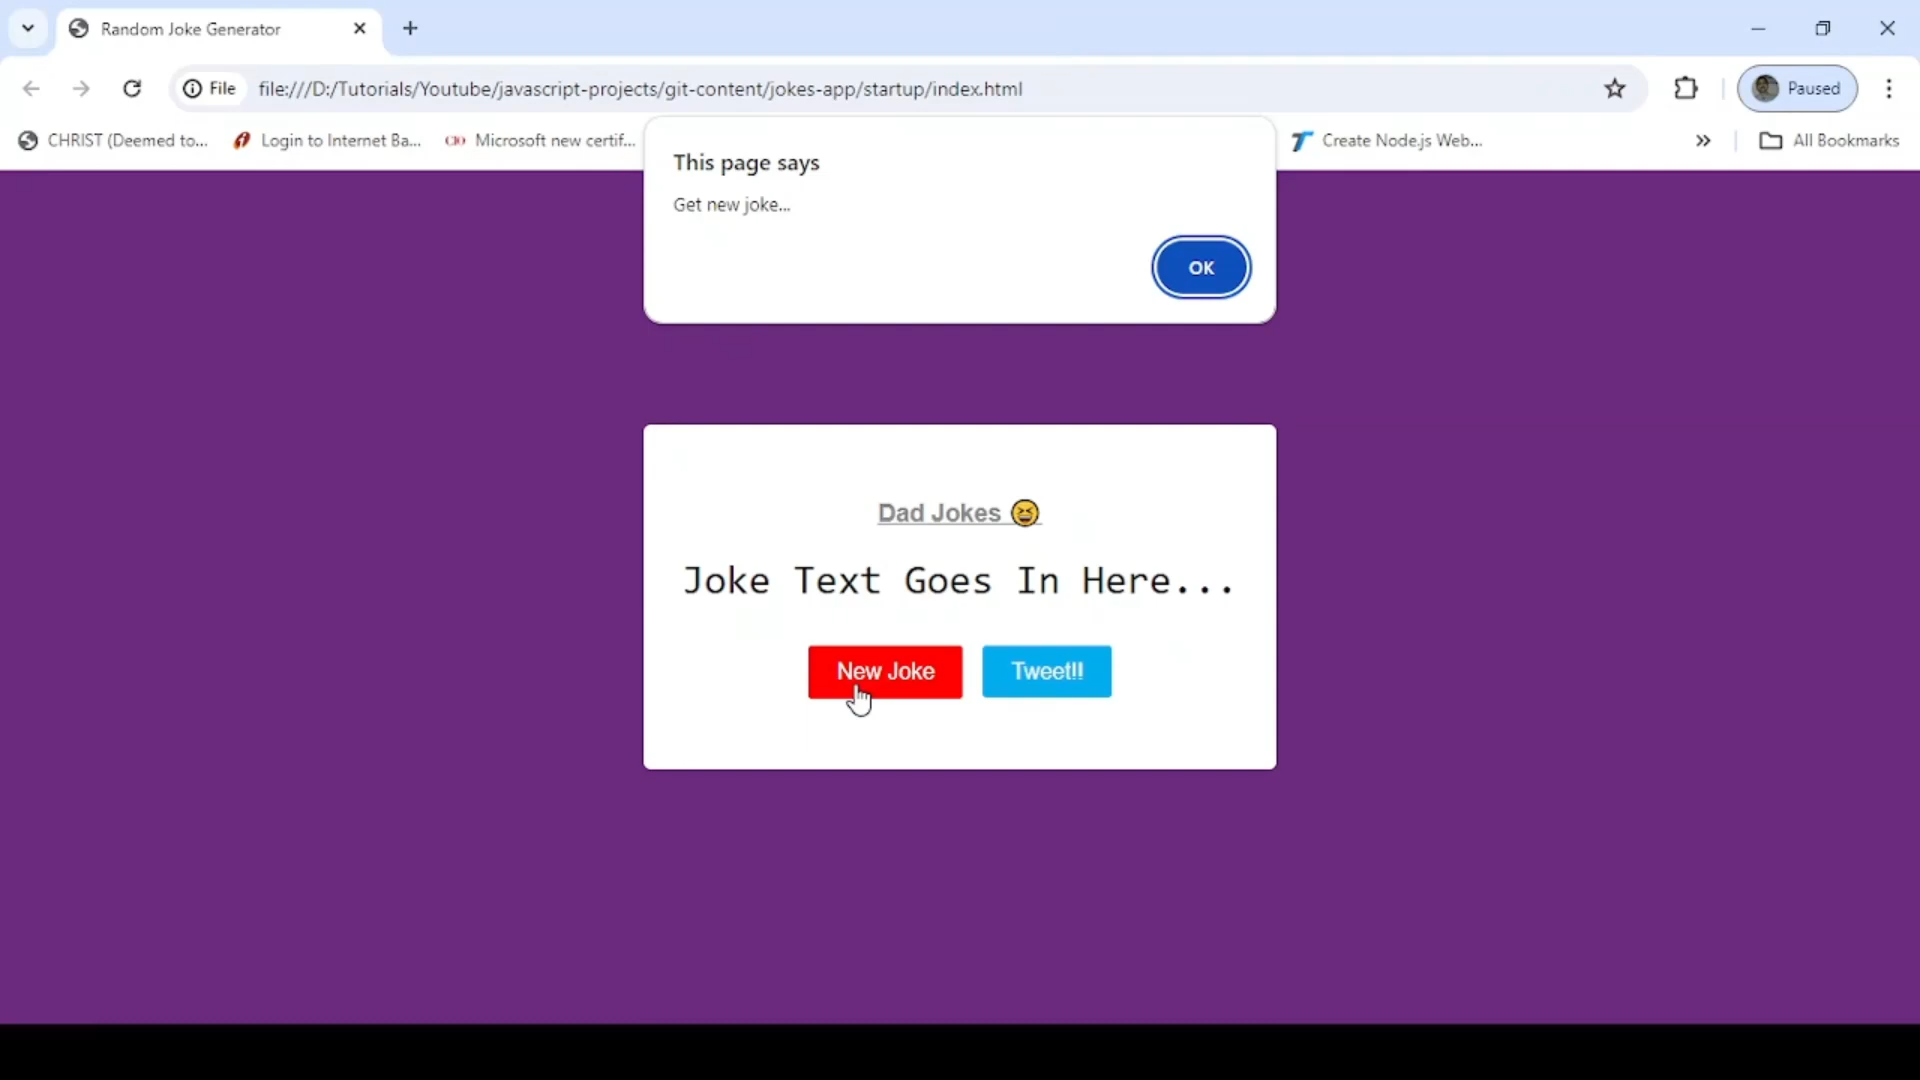 Random Joke Generator
File
file:///D:/Tutorials/Youtube/javascript-projects/git-content/jokes-app/startup/index.html
Paused
CHRIST (Deemed to...
Login to Internet Ba...
Microsoft new certif...
Create Node.js Web...
All Bookmarks
This page says
Get new joke...
OK
Dad Jokes 😆
Joke Text Goes In Here...
New Joke
Tweet!!